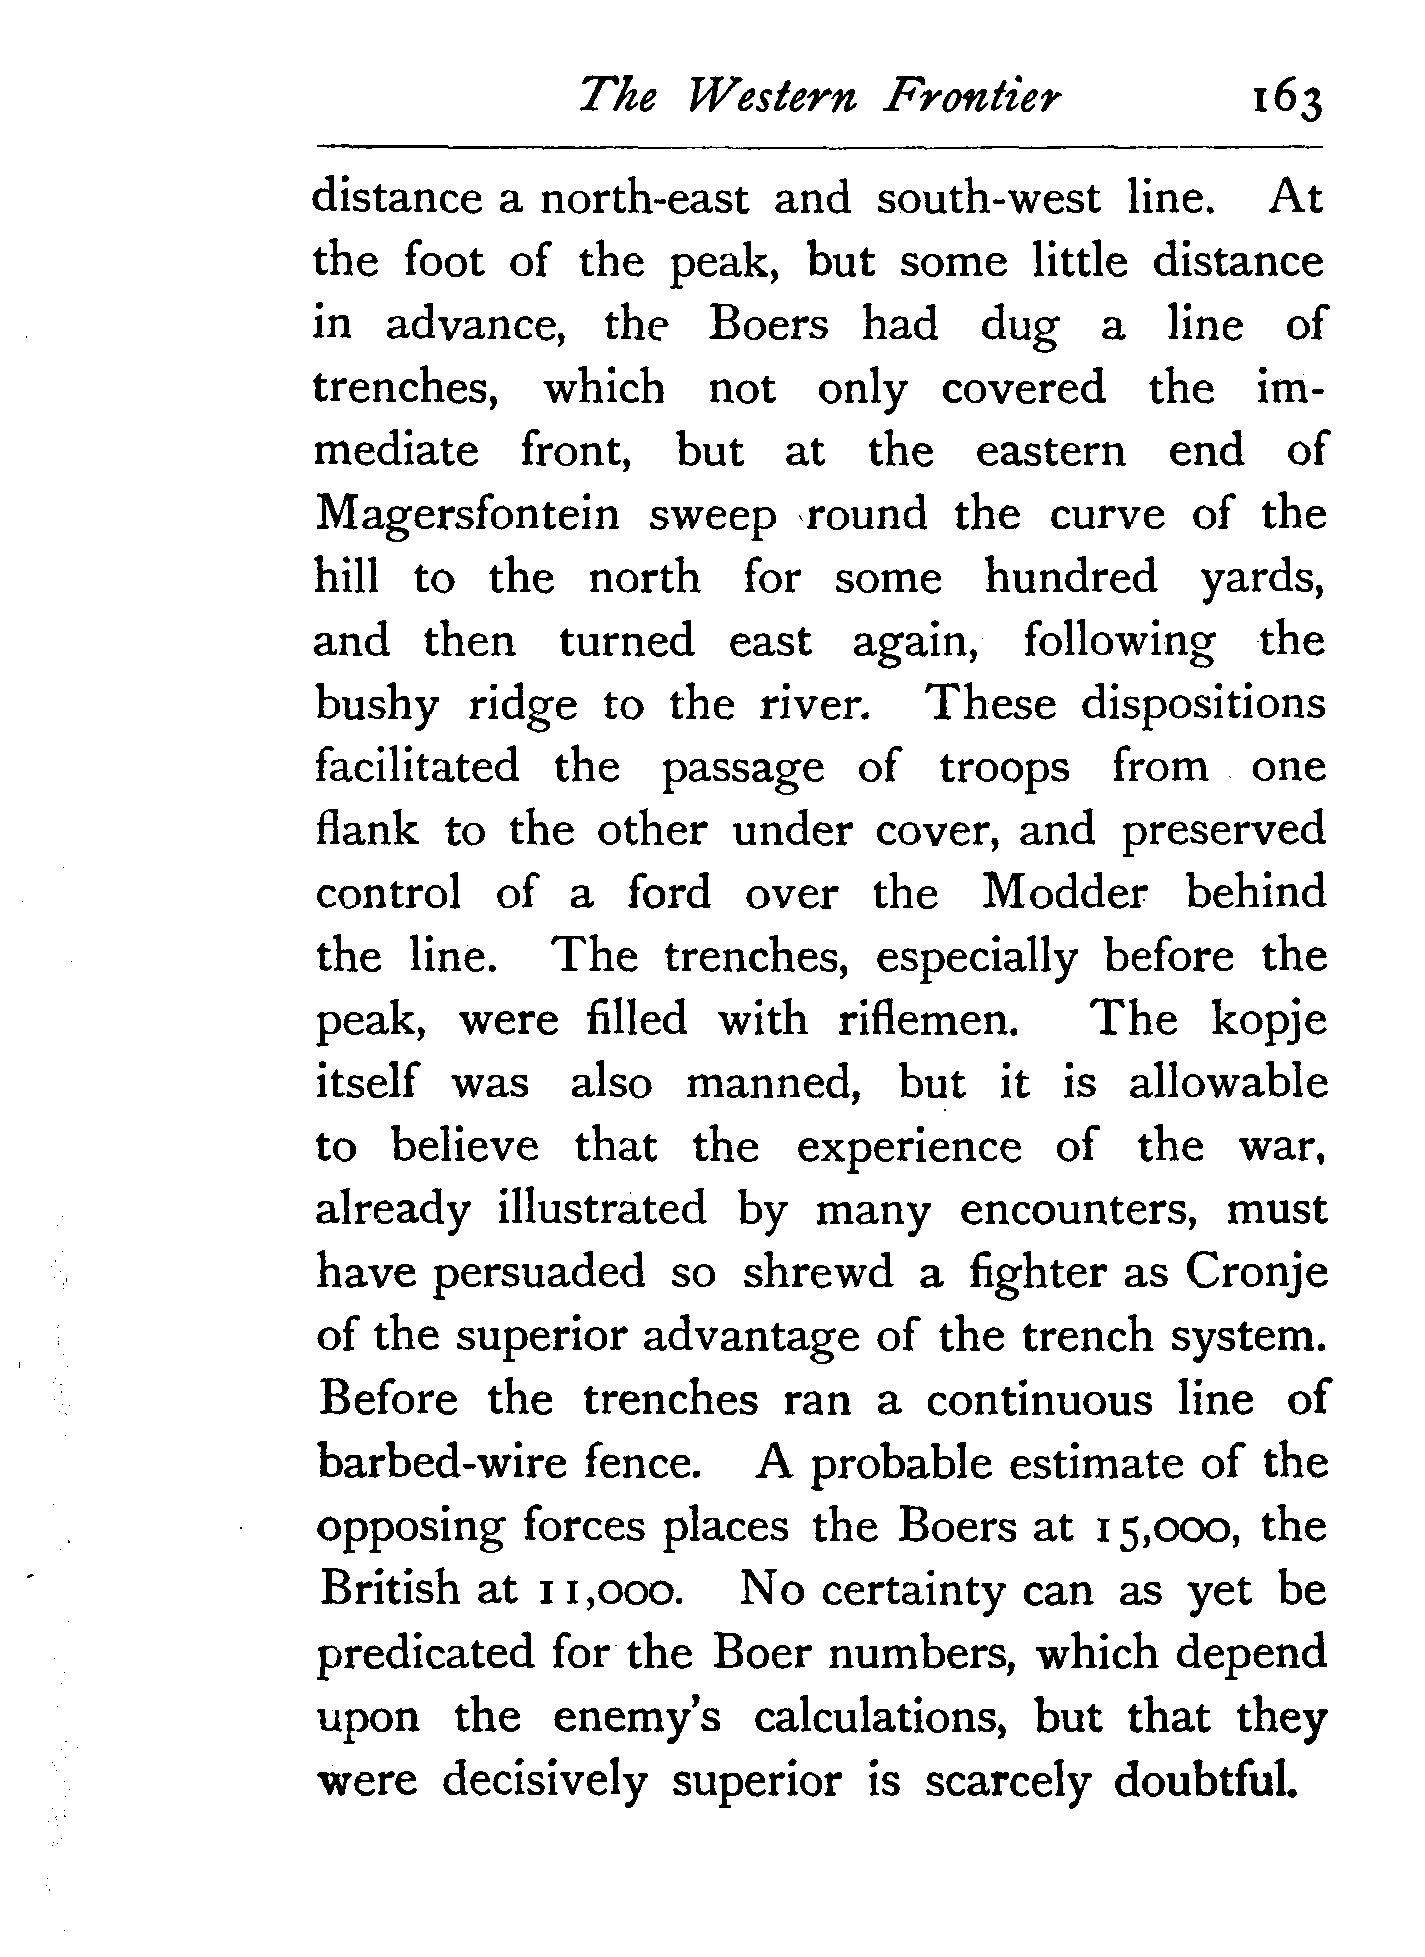 The Western Frontier 163
distance a north-east and south-west line. At
the foot of the peak, but some little distance
in advance, the Boers had dug a line of
trenches, which not only covered the im-
mediate front, but at the eastern end of
Magersfontein sweep round the curve of the
hill to the north for some hundred yards,
and then turned east again, following the
bushy ridge to the river. These dispositions
facilitated the passage of troops from one
flank to the other under cover, and preserved
control of a ford over the Modder behind
the line. The trenches, especially before the
peak, were filled with riflemen. The kopje
itself was also manned, but it is allowable
to believe that the experience of the war,
already illustrated by many encounters, must
have persuaded so shrewd a fighter as Cronje
of the superior advantage of the trench system.
Before the trenches ran a continuous line of
barbed-wire fence. A probable estimate of the
opposing forces places the Boers at 15,000, the
British at 11,000. No certainty can as yet be
predicated for the Boer numbers, which depend
upon the enemy's calculations, but that they
were decisively superior is scarcely doubtful.